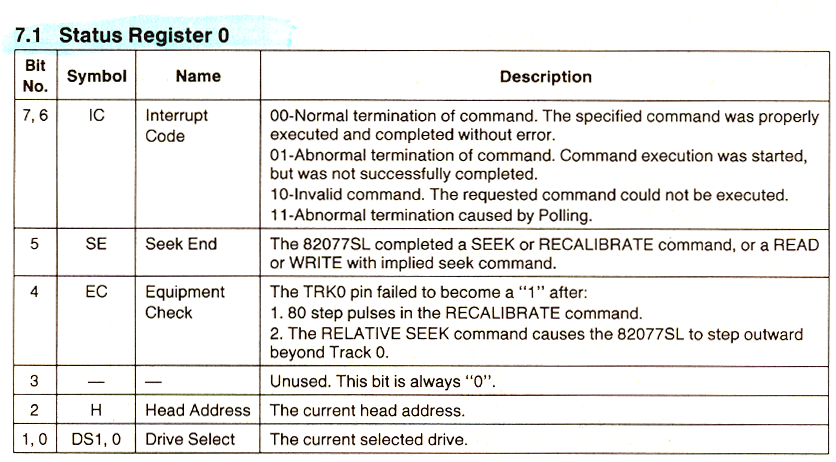 7.1 Status Register 0
Bit No. Symbol Name Description
7, 6 IC Interrupt Code 00-Normal termination of command. The specified command was properly
executed and completed without error.
01-Abnormal termination of command. Command execution was started,
but was not successfully completed.
10-Invalid command. The requested command could not be executed.
11-Abnormal termination caused by Polling.
5 SE Seek End The 82077SL completed a SEEK or RECALIBRATE command, or a READ
or WRITE with implied seek command.
4 EC Equipment Check The TRK0 pin failed to become a "1" after:
1. 80 step pulses in the RECALIBRATE command.
2. The RELATIVE SEEK command causes the 82077SL to step outward
beyond Track 0.
3 — — Unused. This bit is always "0".
2 H Head Address The current head address.
1, 0 DS1, 0 Drive Select The current selected drive.